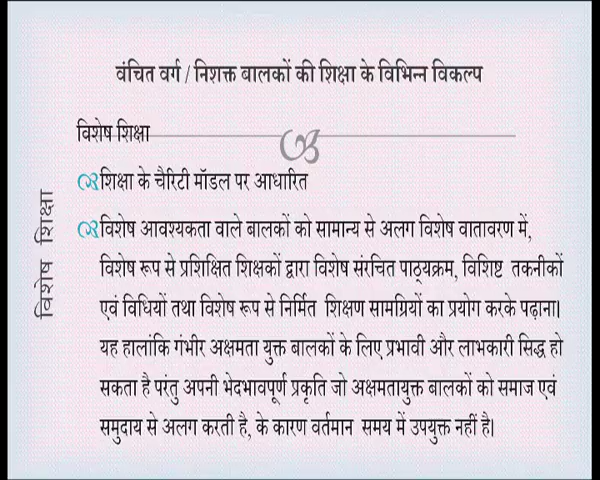 वंचित वर्ग / निशक्त बालकों की शिक्षा के विभिन्न विकल्प
विशेष शिक्षा
शिक्षा के चैरिटी मॉडल पर आधारित
विशेष आवश्यकता वाले बालकों को सामान्य से अलग विशेष वातावरण में,
विशेष रूप से प्रशिक्षित शिक्षकों द्वारा विशेष संरचित पाठ्यक्रम, विशिष्ट तकनीकों
एवं विधियों तथा विशेष रूप से निर्मित शिक्षण सामग्रियों का प्रयोग करके पढ़ाना।
यह हालांकि गंभीर अक्षमता युक्त बालकों के लिए प्रभावी और लाभकारी सिद्ध हो
सकता है परंतु अपनी भेदभावपूर्ण प्रकृति जो अक्षमतायुक्त बालकों को समाज एवं
समुदाय से अलग करती है, के कारण वर्तमान समय में उपयुक्त नहीं है।
विशेष शिक्षा